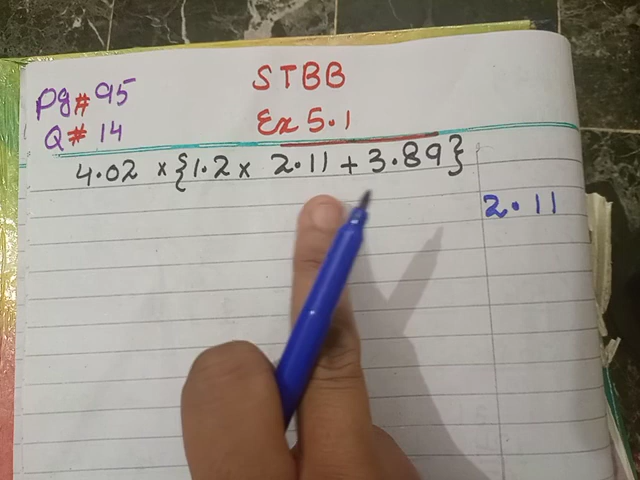 STBB
Pg# 95
Ex 5.1
Q# 14
4.02 x {1.2 x 2.11 + 3.89}
2.11